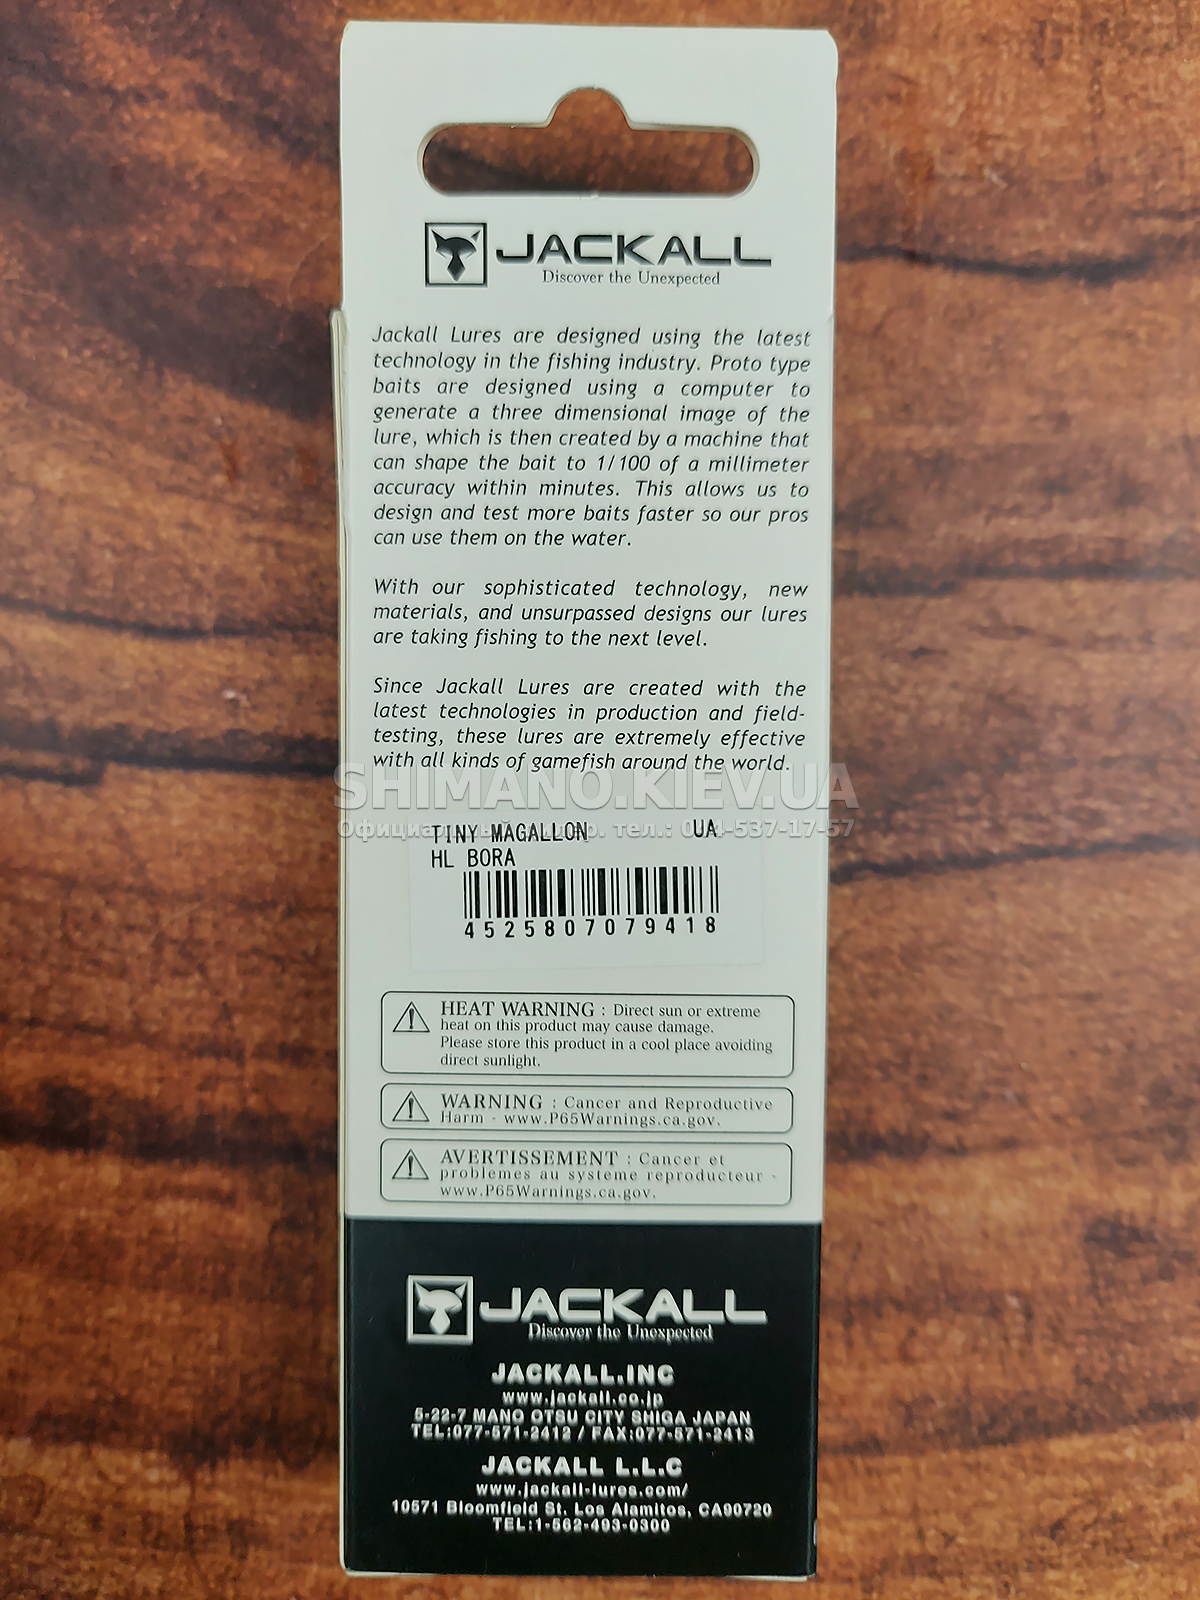 JACKALL
Discover the Unexpected
Jackall Lures are designed using the latest
technology in the fishing industry. Proto type
baits are designed using a computer to
generate a three dimensional image of the
lure, which is then created by a machine that
can shape the bait to 1/100 of a millimeter
accuracy within minutes. This allows us to
design and test more baits faster so our pros
can use them on the water.
With our sophisticated technology, new
materials, and unsurpassed designs our lures
are taking fishing to the next level.
Since Jackall Lures are created with the
latest technologies in production and field-
testing, these lures are extremely effective
with all kinds of gamefish around the world.
SHIMANO.KIEV.UA
тел.:
TINY MAGALLON UA
HL BORA
4525807079418
HEAT WARNING : Direct sun or extreme
heat on this product may cause damage.
Please store this product in a cool place avoiding
direct sunlight.
WARNING : Cancer and Reproductive
Harm - www.P65Warnings.ca.gov.
AVERTISSEMENT : Cancer et
problemes au systeme reproducteur -
www.P65Warnings.ca.gov.
JACKALL
Discover the Unexpected
JACKALL.INC
www.jackall.co.jp
5-22-7 MANO OTSU CITY SHIGA JAPAN
TEL:077-571-2412 / FAX:077-571-2413
JACKALL L.L.C
www.jackall-lures.com/
10571 Bloomfield St. Los Alamitos, CA90720
TEL:1-562-493-0300